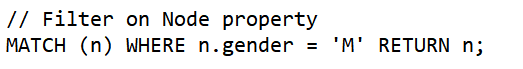 // Filter on Node property
MATCH (n) WHERE n.gender = 'M' RETURN n;